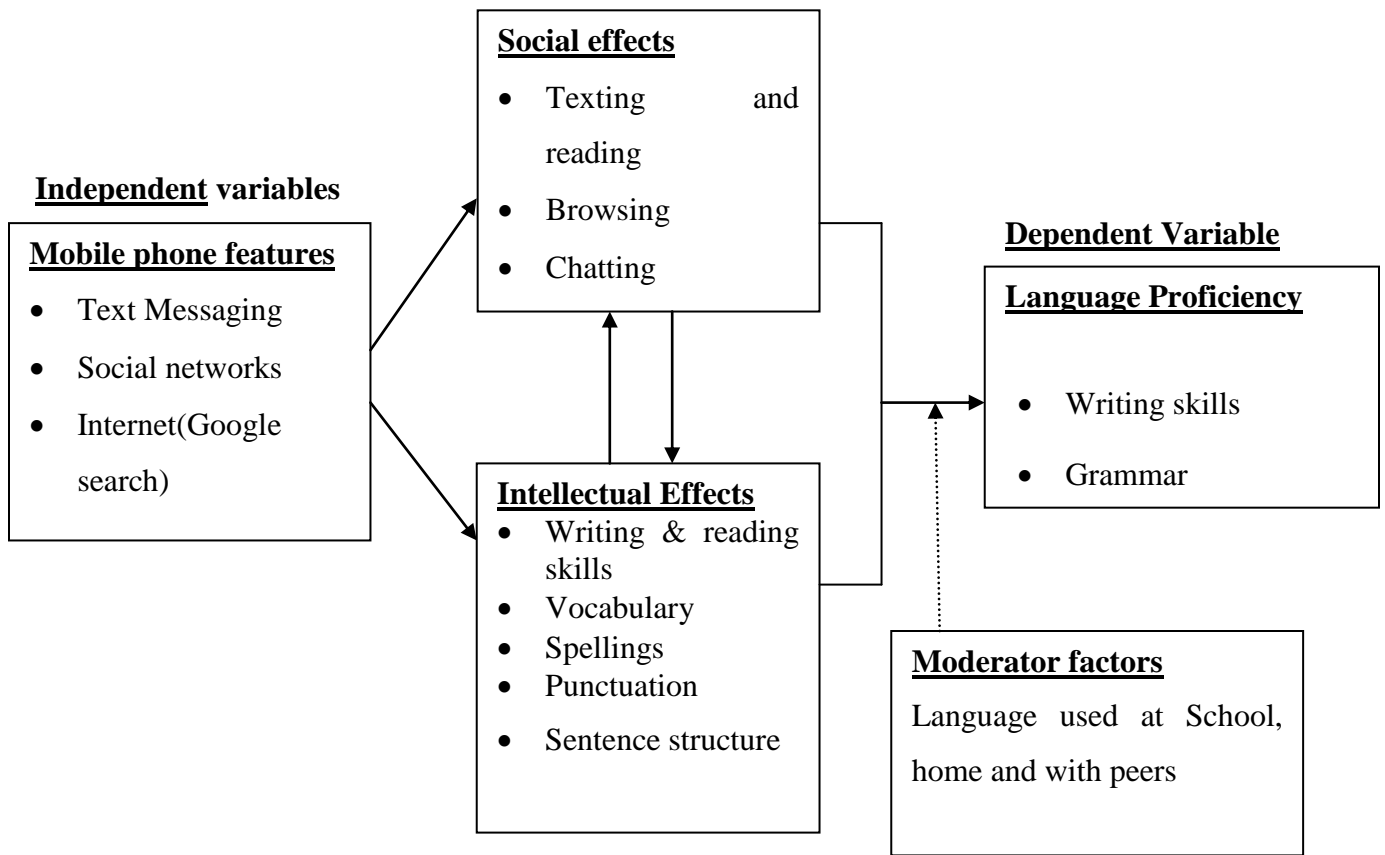 Independent variables
Mobile phone features
• Text Messaging
• Social networks
• Internet(Google
search)
Social effects
• Texting and
reading
• Browsing
• Chatting
Intellectual Effects
• Writing & reading
skills
• Vocabulary
• Spellings
• Punctuation
• Sentence structure
Dependent Variable
Language Proficiency
• Writing skills
• Grammar
Moderator factors
Language used at School,
home and with peers